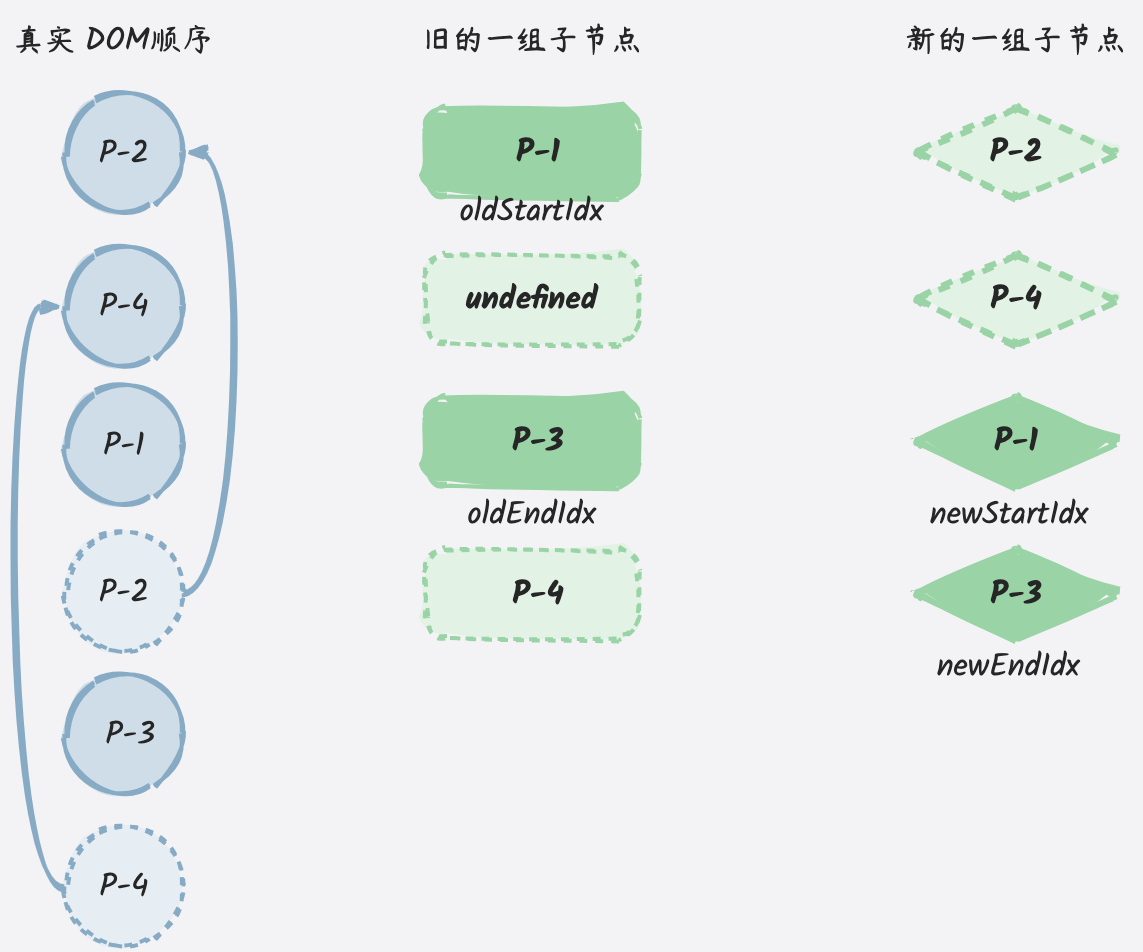 真实 DOM顺序
P-2
P-4
P-1
P-2
P-3
P-4
旧的一组子节点
P-1
oldStartIdx
undefined
P-3
oldEndIdx
P-4
新的一组子节点
P-2
P-4
P-1
newStartIdx
P-3
newEndIdx